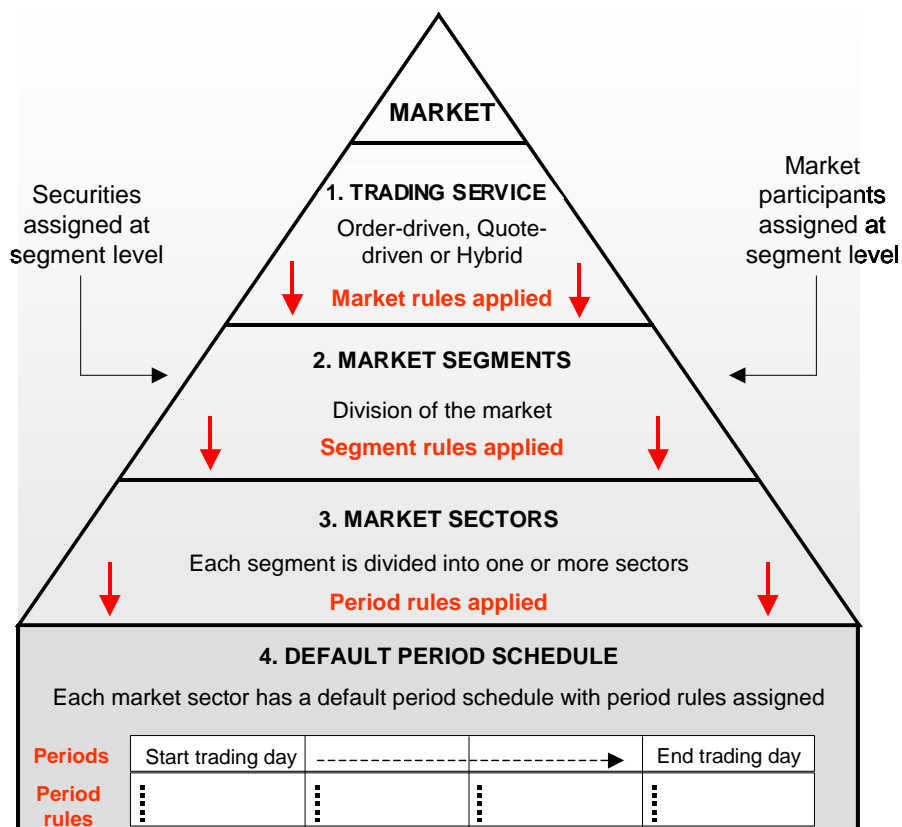 MARKET
1. TRADING SERVICE
Order-driven, Quote-
driven or Hybrid
Market rules applied
Securities
assigned at
segment level
Market
participants
assigned at
segment level
2. MARKET SEGMENTS
Division of the market
Segment rules applied
3. MARKET SECTORS
Each segment is divided into one or more sectors
Period rules applied
4. DEFAULT PERIOD SCHEDULE
Each market sector has a default period schedule with period rules assigned
Periods
Start trading day
End trading day
Period
rules